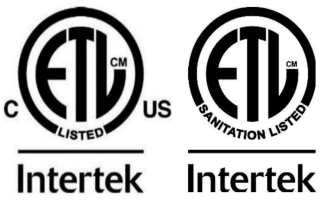 ETL CM
C US
LISTED
Intertek
ETL CM
SANITATION LISTED
Intertek